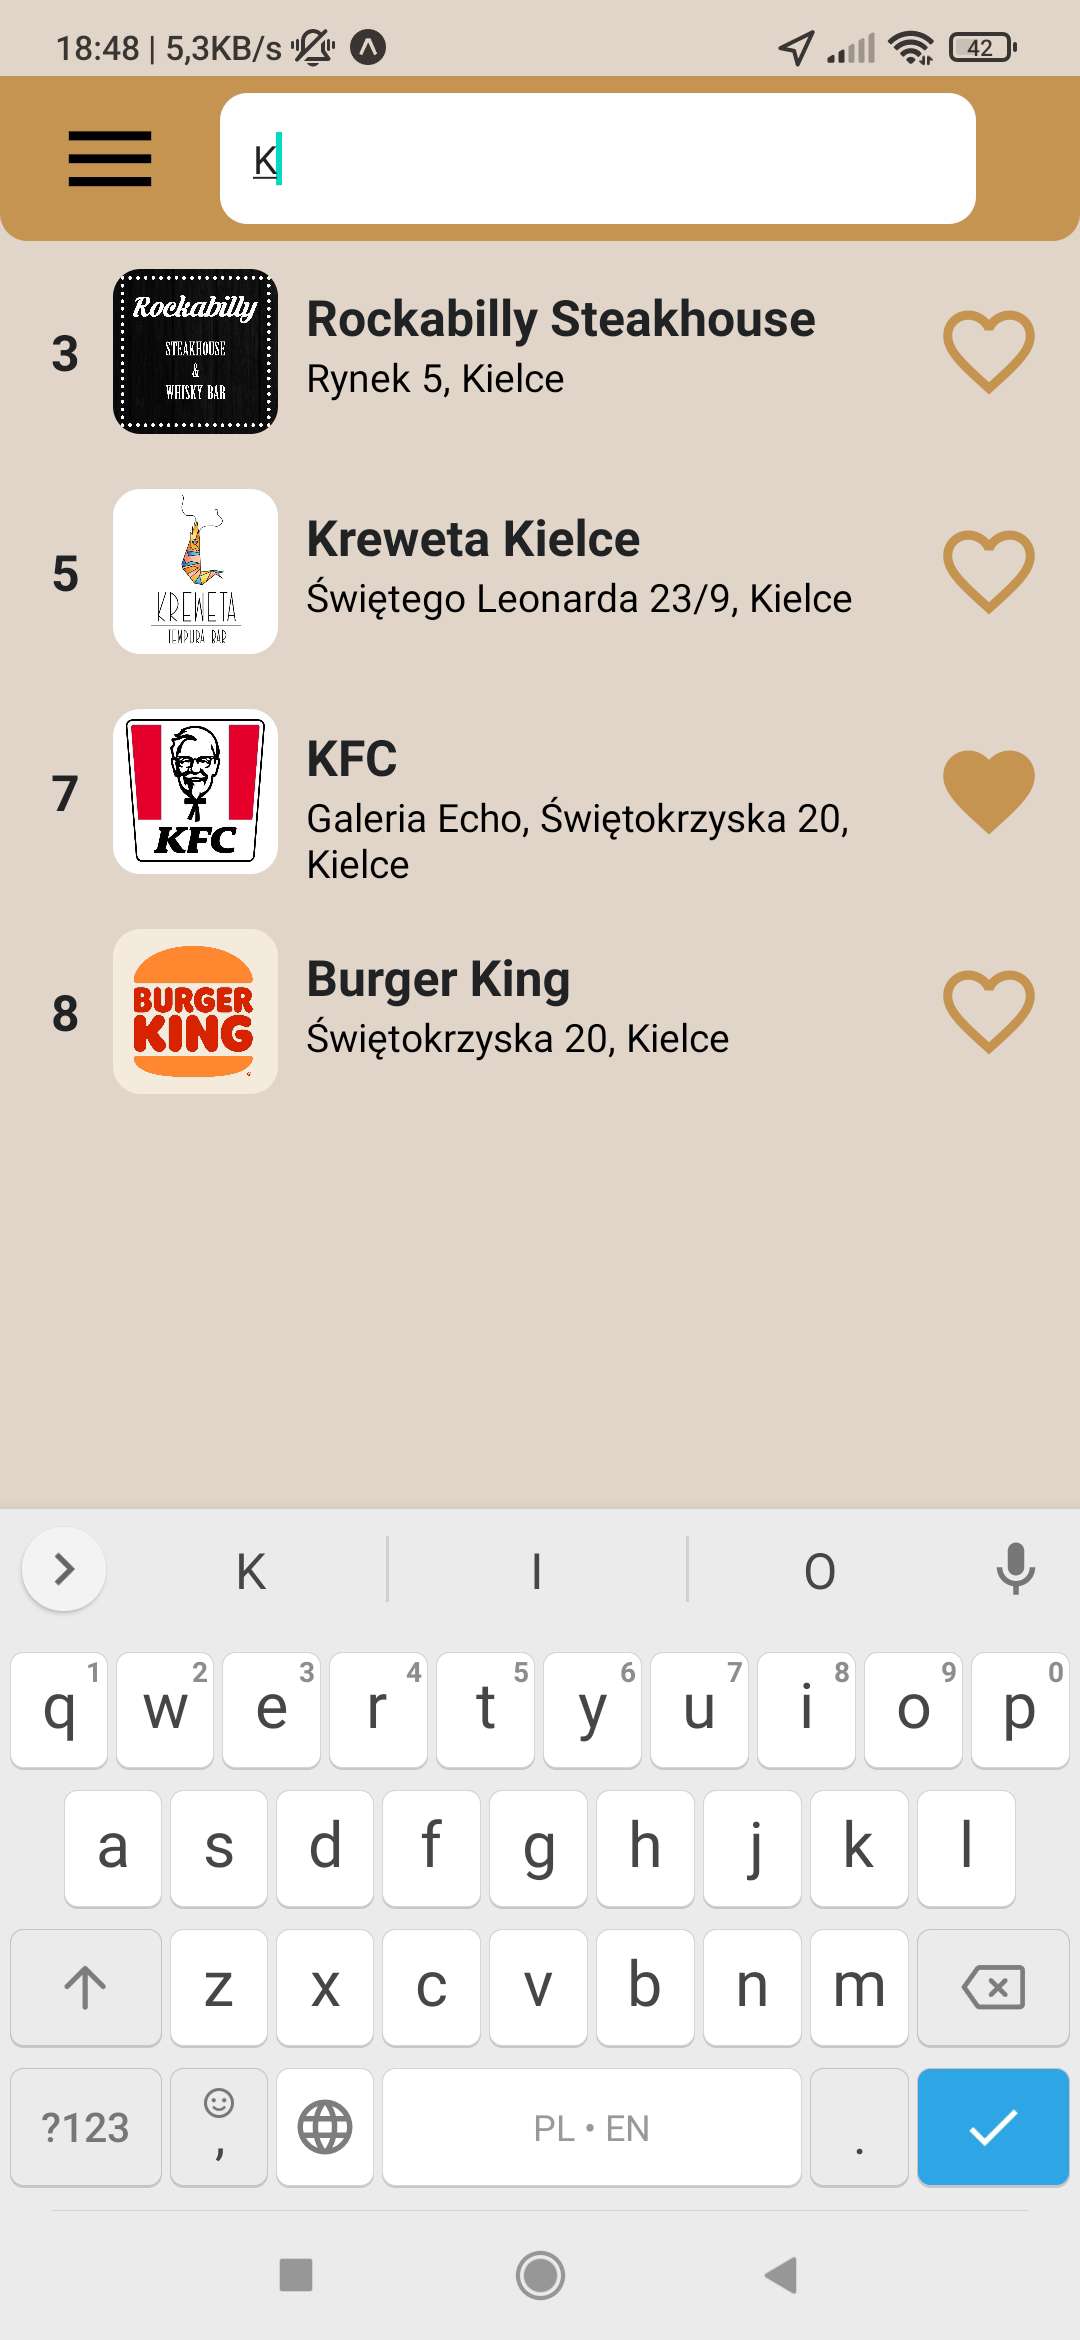 18:48 | 5,3KB/s
42
K
3
Rockabilly
STEAKHOUSE
&
WHISKY BAR
Rockabilly Steakhouse
Rynek 5, Kielce
5
KREWETA
TEMPURA BAR
Kreweta Kielce
Świętego Leonarda 23/9, Kielce
7
KFC
KFC
Galeria Echo, Świętokrzyska 20,
Kielce
8
BURGER
KING
Burger King
Świętokrzyska 20, Kielce
K I O
1 2 3 4 5 6 7 8 9 0
q w e r t y u i o p
a s d f g h j k l
z x c v b n m
?123 , PL • EN .